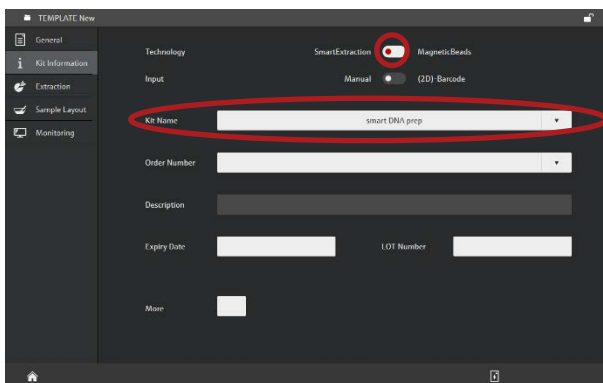 TEMPLATE New
General
Kit Information
Extraction
Sample Layout
Monitoring
Technology SmartExtraction MagneticBeads
Input Manual (2D)-Barcode
Kit Name smart DNA prep
Order Number
Description
Expiry Date LOT Number
More